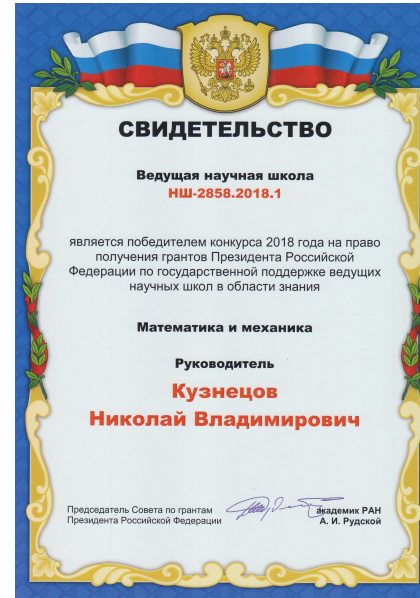 СВИДЕТЕЛЬСТВО
Ведущая научная школа
НШ-2858.2018.1
является победителем конкурса 2018 года на право
получения грантов Президента Российской
Федерации по государственной поддержке ведущих
научных школ в области знания
Математика и механика
Руководитель
Кузнецов
Николай Владимирович
Председатель Совета по грантам
Президента Российской Федерации
академик РАН
А. И. Рудской